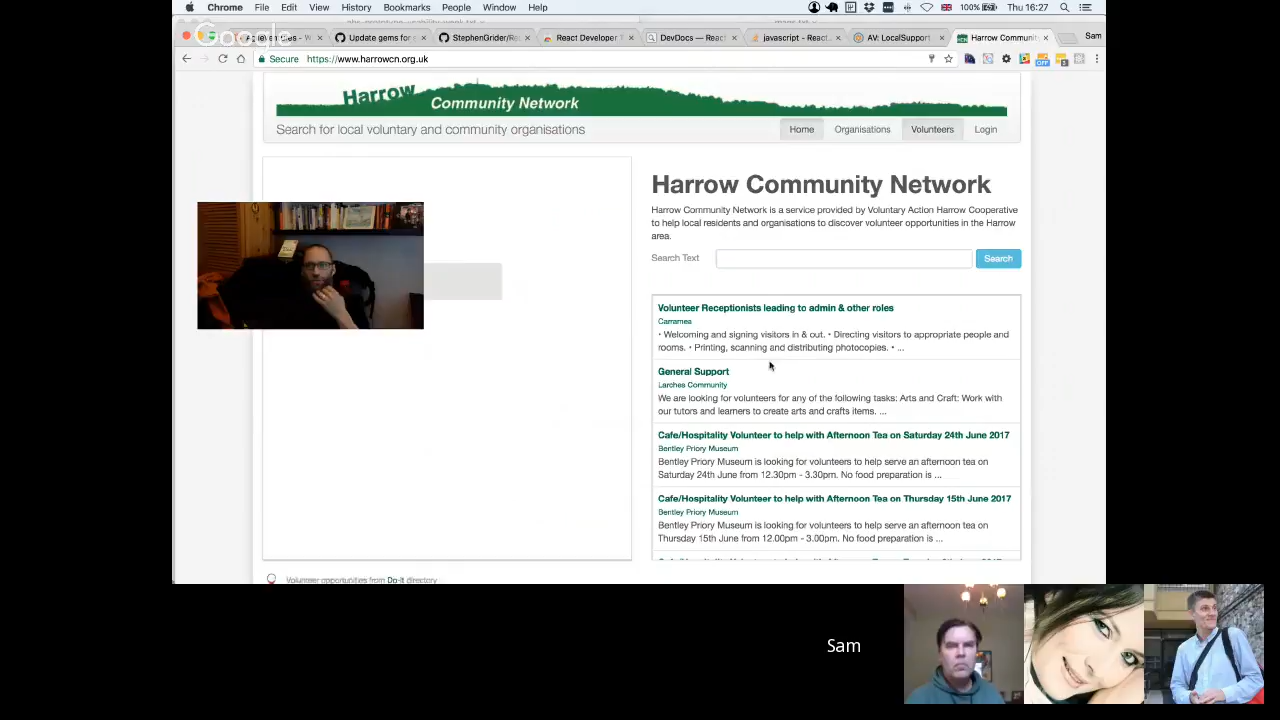 Chrome File Edit View History Bookmarks People Window Help 100% Thu 16:27
Google
Update gems for s
StephenGrider/Re
React Developer T
DevDocs — React
javascript - React
AV: LocalSupport
Harrow Communit
Sam
Secure https://www.harrowcn.org.uk
OFF
Harrow Community Network
Search for local voluntary and community organisations
Home Organisations Volunteers Login
Harrow Community Network
Harrow Community Network is a service provided by Voluntary Action Harrow Cooperative
to help local residents and organisations to discover volunteer opportunities in the Harrow
area.
Search Text Search
Volunteer Receptionists leading to admin & other roles
Carramea
• Welcoming and signing visitors in & out. • Directing visitors to appropriate people and
rooms. • Printing, scanning and distributing photocopies. • ...
General Support
Larches Community
We are looking for volunteers for any of the following tasks: Arts and Craft: Work with
our tutors and learners to create arts and crafts items. ...
Cafe/Hospitality Volunteer to help with Afternoon Tea on Saturday 24th June 2017
Bentley Priory Museum
Bentley Priory Museum is looking for volunteers to help serve an afternoon tea on
Saturday 24th June from 12.30pm - 3.30pm. No food preparation is ...
Cafe/Hospitality Volunteer to help with Afternoon Tea on Thursday 15th June 2017
Bentley Priory Museum
Bentley Priory Museum is looking for volunteers to help serve an afternoon tea on
Thursday 15th June from 12.00pm - 3.00pm. No food preparation is ...
Volunteer opportunities from Do-it directory
Sam